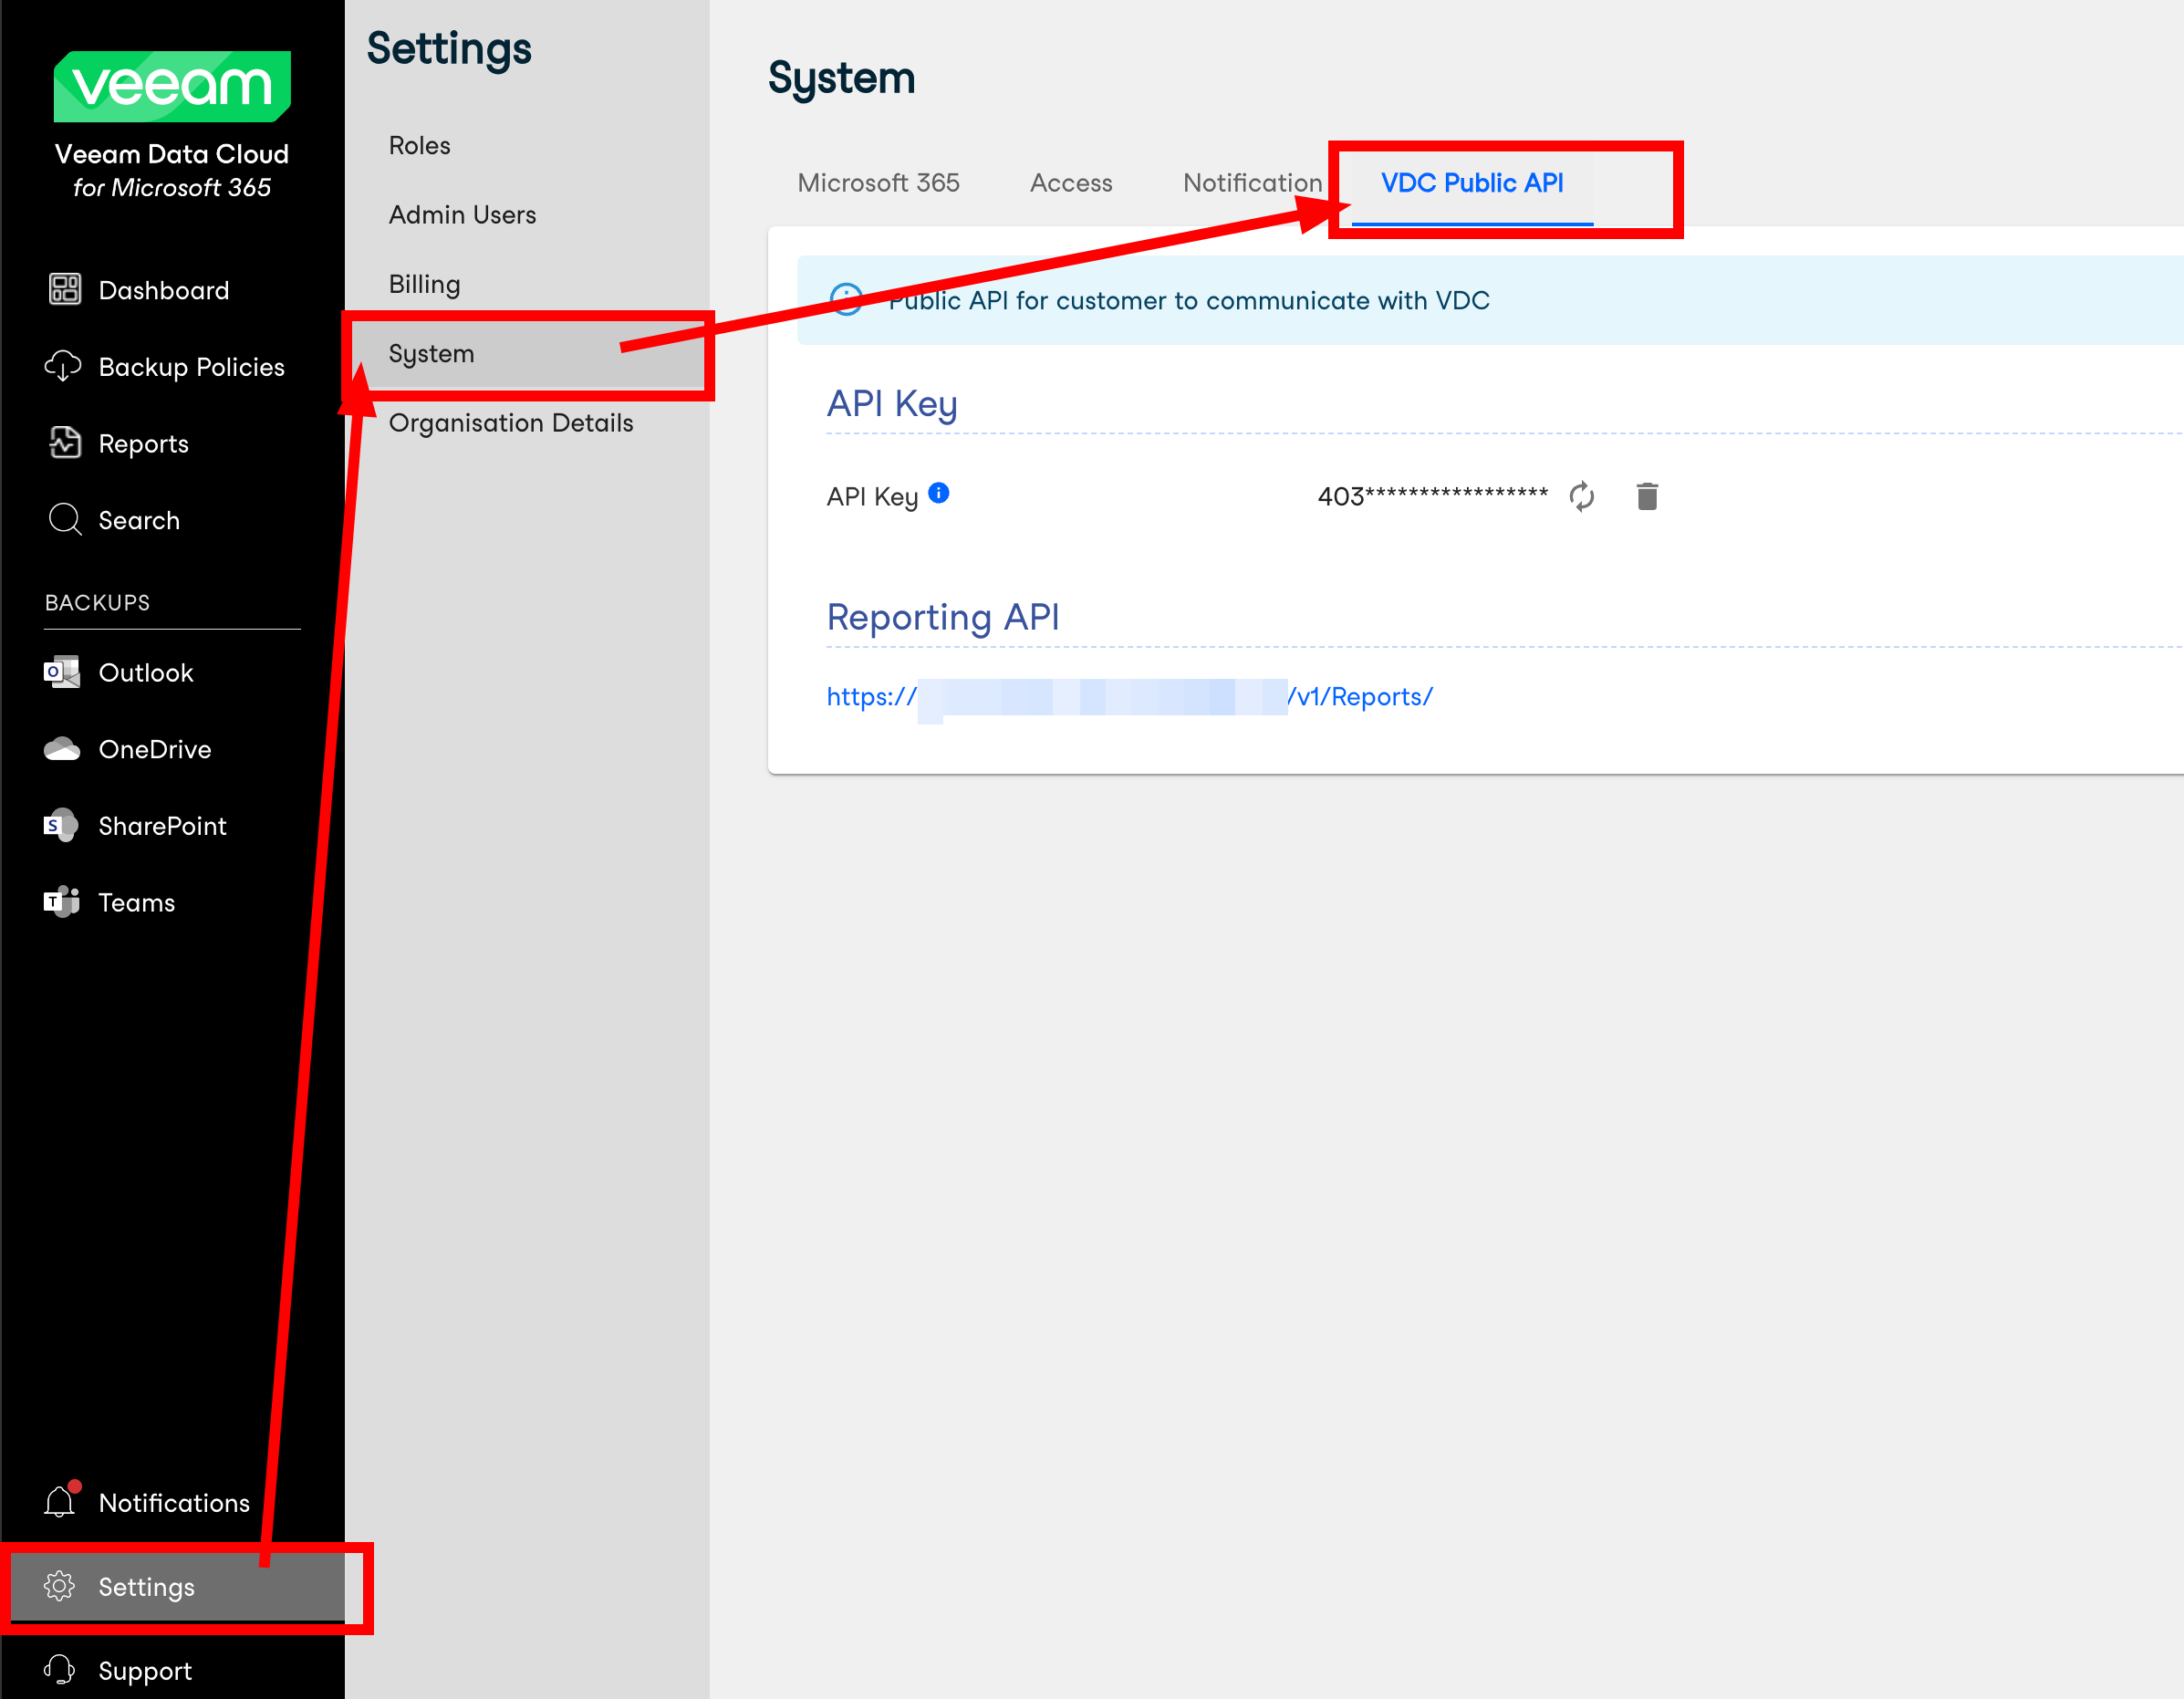 veeam
Veeam Data Cloud
for Microsoft 365
Dashboard
Backup Policies
Reports
Search
BACKUPS
Outlook
OneDrive
SharePoint
Teams
Notifications
Settings
Support
Settings
Roles
Admin Users
Billing
System
Organisation Details
System
Microsoft 365
Access
Notification
VDC Public API
Public API for customer to communicate with VDC
API Key
API Key
403*****************
Reporting API
https://
/v1/Reports/